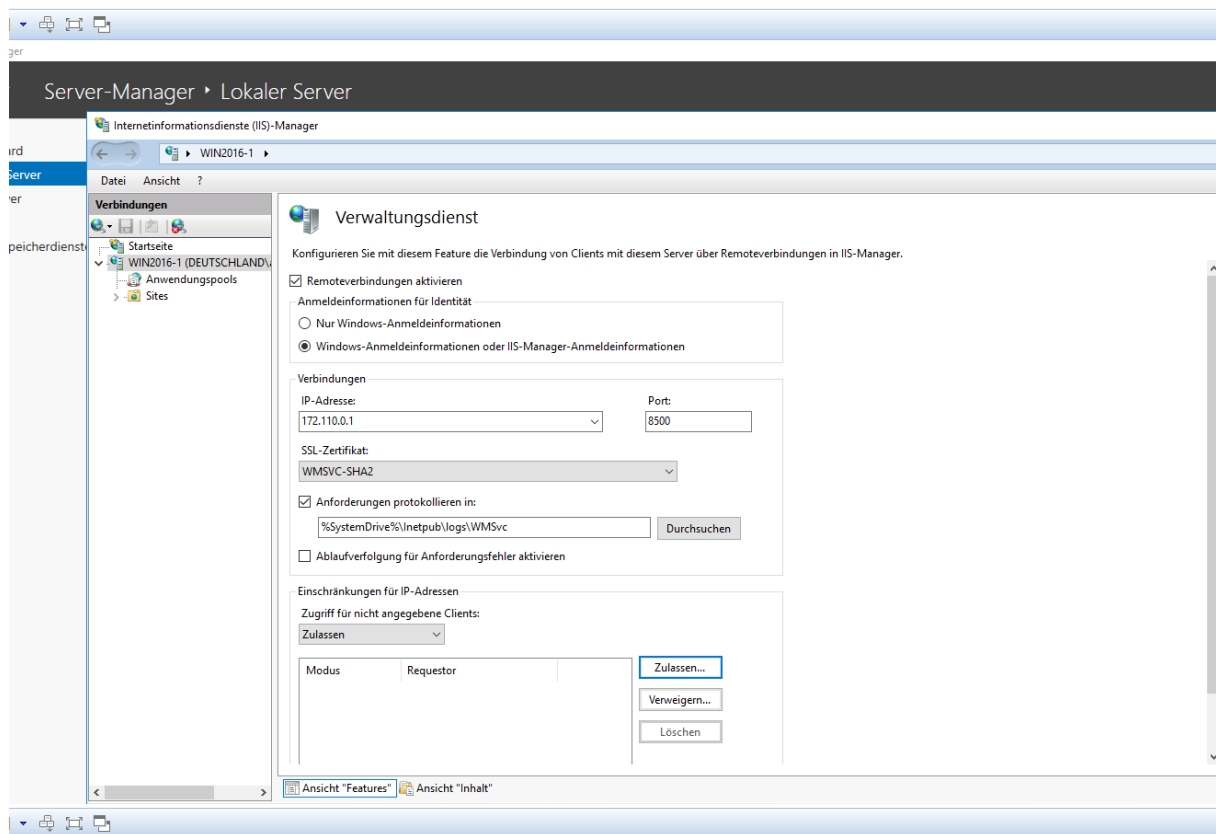 ger
Server-Manager ‣ Lokaler Server
Internetinformationsdienste (IIS)-Manager
WIN2016-1
Datei Ansicht ?
Verbindungen
Startseite
WIN2016-1 (DEUTSCHLAND\
Anwendungspools
Sites
ard
Server
ver
peicherdienst
Verwaltungsdienst
Konfigurieren Sie mit diesem Feature die Verbindung von Clients mit diesem Server über Remoteverbindungen in IIS-Manager.
Remoteverbindungen aktivieren
Anmeldeinformationen für Identität
Nur Windows-Anmeldeinformationen
Windows-Anmeldeinformationen oder IIS-Manager-Anmeldeinformationen
Verbindungen
IP-Adresse: Port:
172.110.0.1 8500
SSL-Zertifikat:
WMSVC-SHA2
Anforderungen protokollieren in:
%SystemDrive%\Inetpub\logs\WMSvc Durchsuchen
Ablaufverfolgung für Anforderungsfehler aktivieren
Einschränkungen für IP-Adressen
Zugriff für nicht angegebene Clients:
Zulassen
Modus Requestor
Zulassen...
Verweigern...
Löschen
Ansicht "Features" Ansicht "Inhalt"